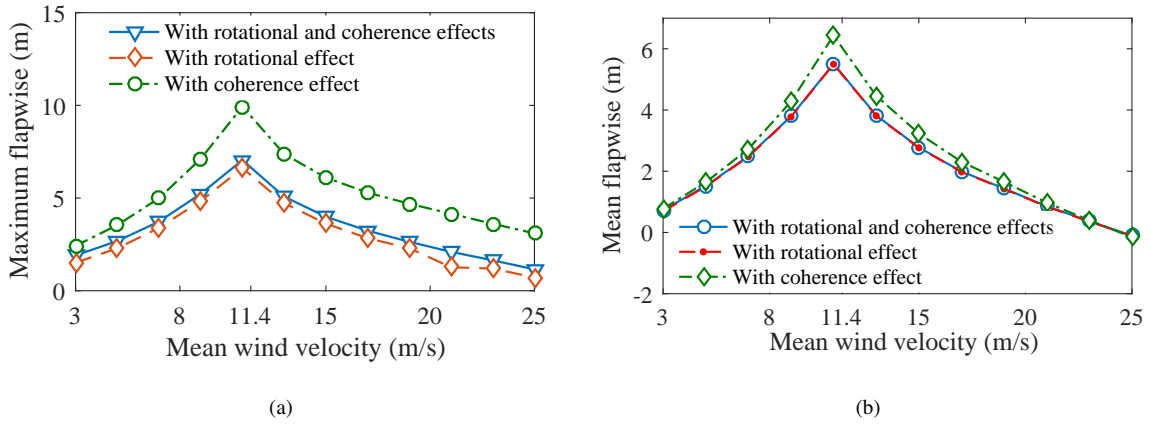 15
10
5
0
Maximum flapwise (m)
With rotational and coherence effects
With rotational effect
With coherence effect
3 8 11.4 15 20 25
Mean wind velocity (m/s)
(a)
6
4
2
0
-2
Mean flapwise (m)
With rotational and coherence effects
With rotational effect
With coherence effect
3 8 11.4 15 20 25
Mean wind velocity (m/s)
(b)